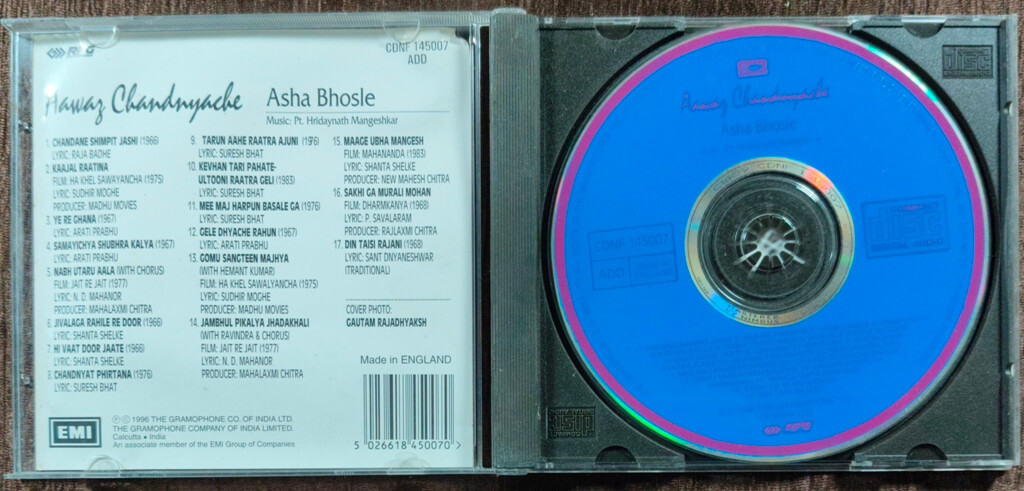 RPG
CDNF 145007
ADD
Aawaz Chandnyache
Asha Bhosle
Music: Pt. Hridaynath Mangeshkar
1. CHANDANE SHIMPIT JASHI (1966)
LYRIC: RAJA BADHE
2. KAAJAL RAATINA
FILM: HA KHEL SAWAYANCHA (1975)
LYRIC: SUDHIR MOGHE
PRODUCER: MADHU MOVIES
3. YE RE GHANA (1967)
LYRIC: ARATI PRABHU
4. SAMAYICHYA SHUBHRA KALYA (1967)
LYRIC: ARATI PRABHU
5. NABH UTARU AALA (WITH CHORUS)
FILM: JAIT RE JAIT (1977)
LYRIC: N. D. MAHANOR
PRODUCER: MAHALAXMI CHITRA
6. JIVALAGA RAHILE RE DOOR (1966)
LYRIC: SHANTA SHELKE
7. HI VAAT DOOR JAATE (1966)
LYRIC: SHANTA SHELKE
8. CHANDNYAT PHIRTANA (1976)
LYRIC: SURESH BHAT
9. TARUN AAHE RAATRA AJUNI (1976)
LYRIC: SURESH BHAT
10. KEVHAN TARI PAHATE-
ULTOONI RAATRA GELI (1983)
LYRIC: SURESH BHAT
11. MEE MAJ HARPUN BASALE GA (1976)
LYRIC: SURESH BHAT
12. GELE DHYACHE RAHUN (1967)
LYRIC: ARATI PRABHU
13. GOMU SANGTEEN MAJHYA
(WITH HEMANT KUMAR)
FILM: HA KHEL SAWALYANCHA (1975)
LYRIC: SUDHIR MOGHE
PRODUCER: MADHU MOVIES
14. JAMBHUL PIKALYA JHADAKHALI
(WITH RAVINDRA & CHORUS)
FILM: JAIT RE JAIT (1977)
LYRIC: N. D. MAHANOR
PRODUCER: MAHALAXMI CHITRA
15. MAAGE UBHA MANGESH
FILM: MAHANANDA (1983)
LYRIC: SHANTA SHELKE
PRODUCER: NEW MAHESH CHITRA
16. SAKHI GA MURALI MOHAN
FILM: DHARMKANYA (1968)
LYRIC: P. SAVALARAM
PRODUCER: RAJLAXMI CHITRA
17. DIN TAISI RAJANI (1968)
LYRIC: SANT DNYANESHWAR
(TRADITIONAL)
COVER PHOTO:
GAUTAM RAJADHYAKSH
Made in ENGLAND
5 026618 450070 >
EMI
℗ © 1996 THE GRAMOPHONE CO. OF INDIA LTD.
THE GRAMOPHONE COMPANY OF INDIA LIMITED.
Calcutta • India
An associate member of the EMI Group of Companies
Aawaz Chandnyache
Asha Bhosle
CDNF 145007
ADD
disc
DIGITAL AUDIO
NIMBUS
RPG
disc
disc